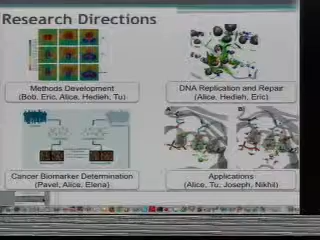 Research Directions
Methods Development
(Bob, Eric, Alice, Hedieh, Tu)
DNA Replication and Repair
(Alice, Hedieh, Eric)
Cancer Biomarker Determination
(Pavel, Alice, Elena)
Applications
(Alice, Tu, Joseph, Nikhil)